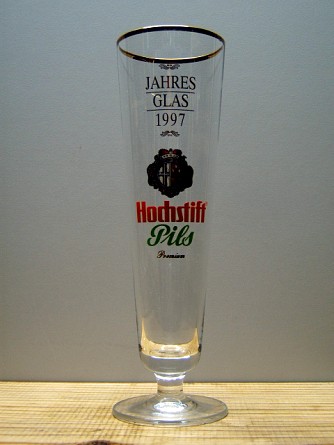 JAHRES
GLAS
1997
Hochstift
Pils
Premium